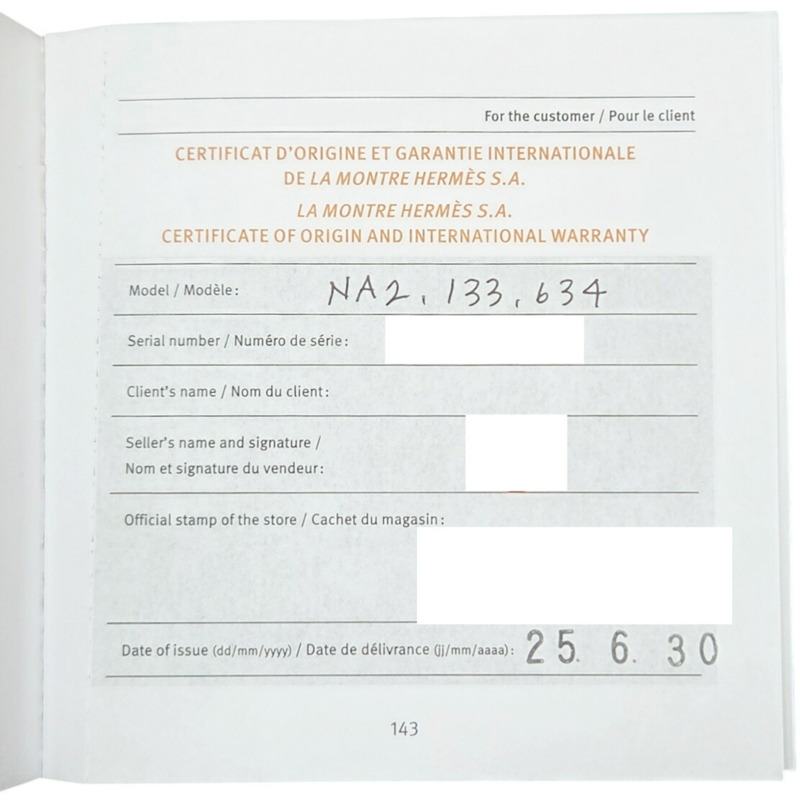 For the customer / Pour le client
CERTIFICAT D'ORIGINE ET GARANTIE INTERNATIONALE
DE LA MONTRE HERMÈS S.A.
LA MONTRE HERMÈS S.A.
CERTIFICATE OF ORIGIN AND INTERNATIONAL WARRANTY
Model / Modèle: NA2.133.634
Serial number / Numéro de série:
Client's name / Nom du client:
Seller's name and signature /
Nom et signature du vendeur:
Official stamp of the store / Cachet du magasin:
Date of issue (dd/mm/yyyy) / Date de délivrance (jj/mm/aaaa): 25. 6. 30
143